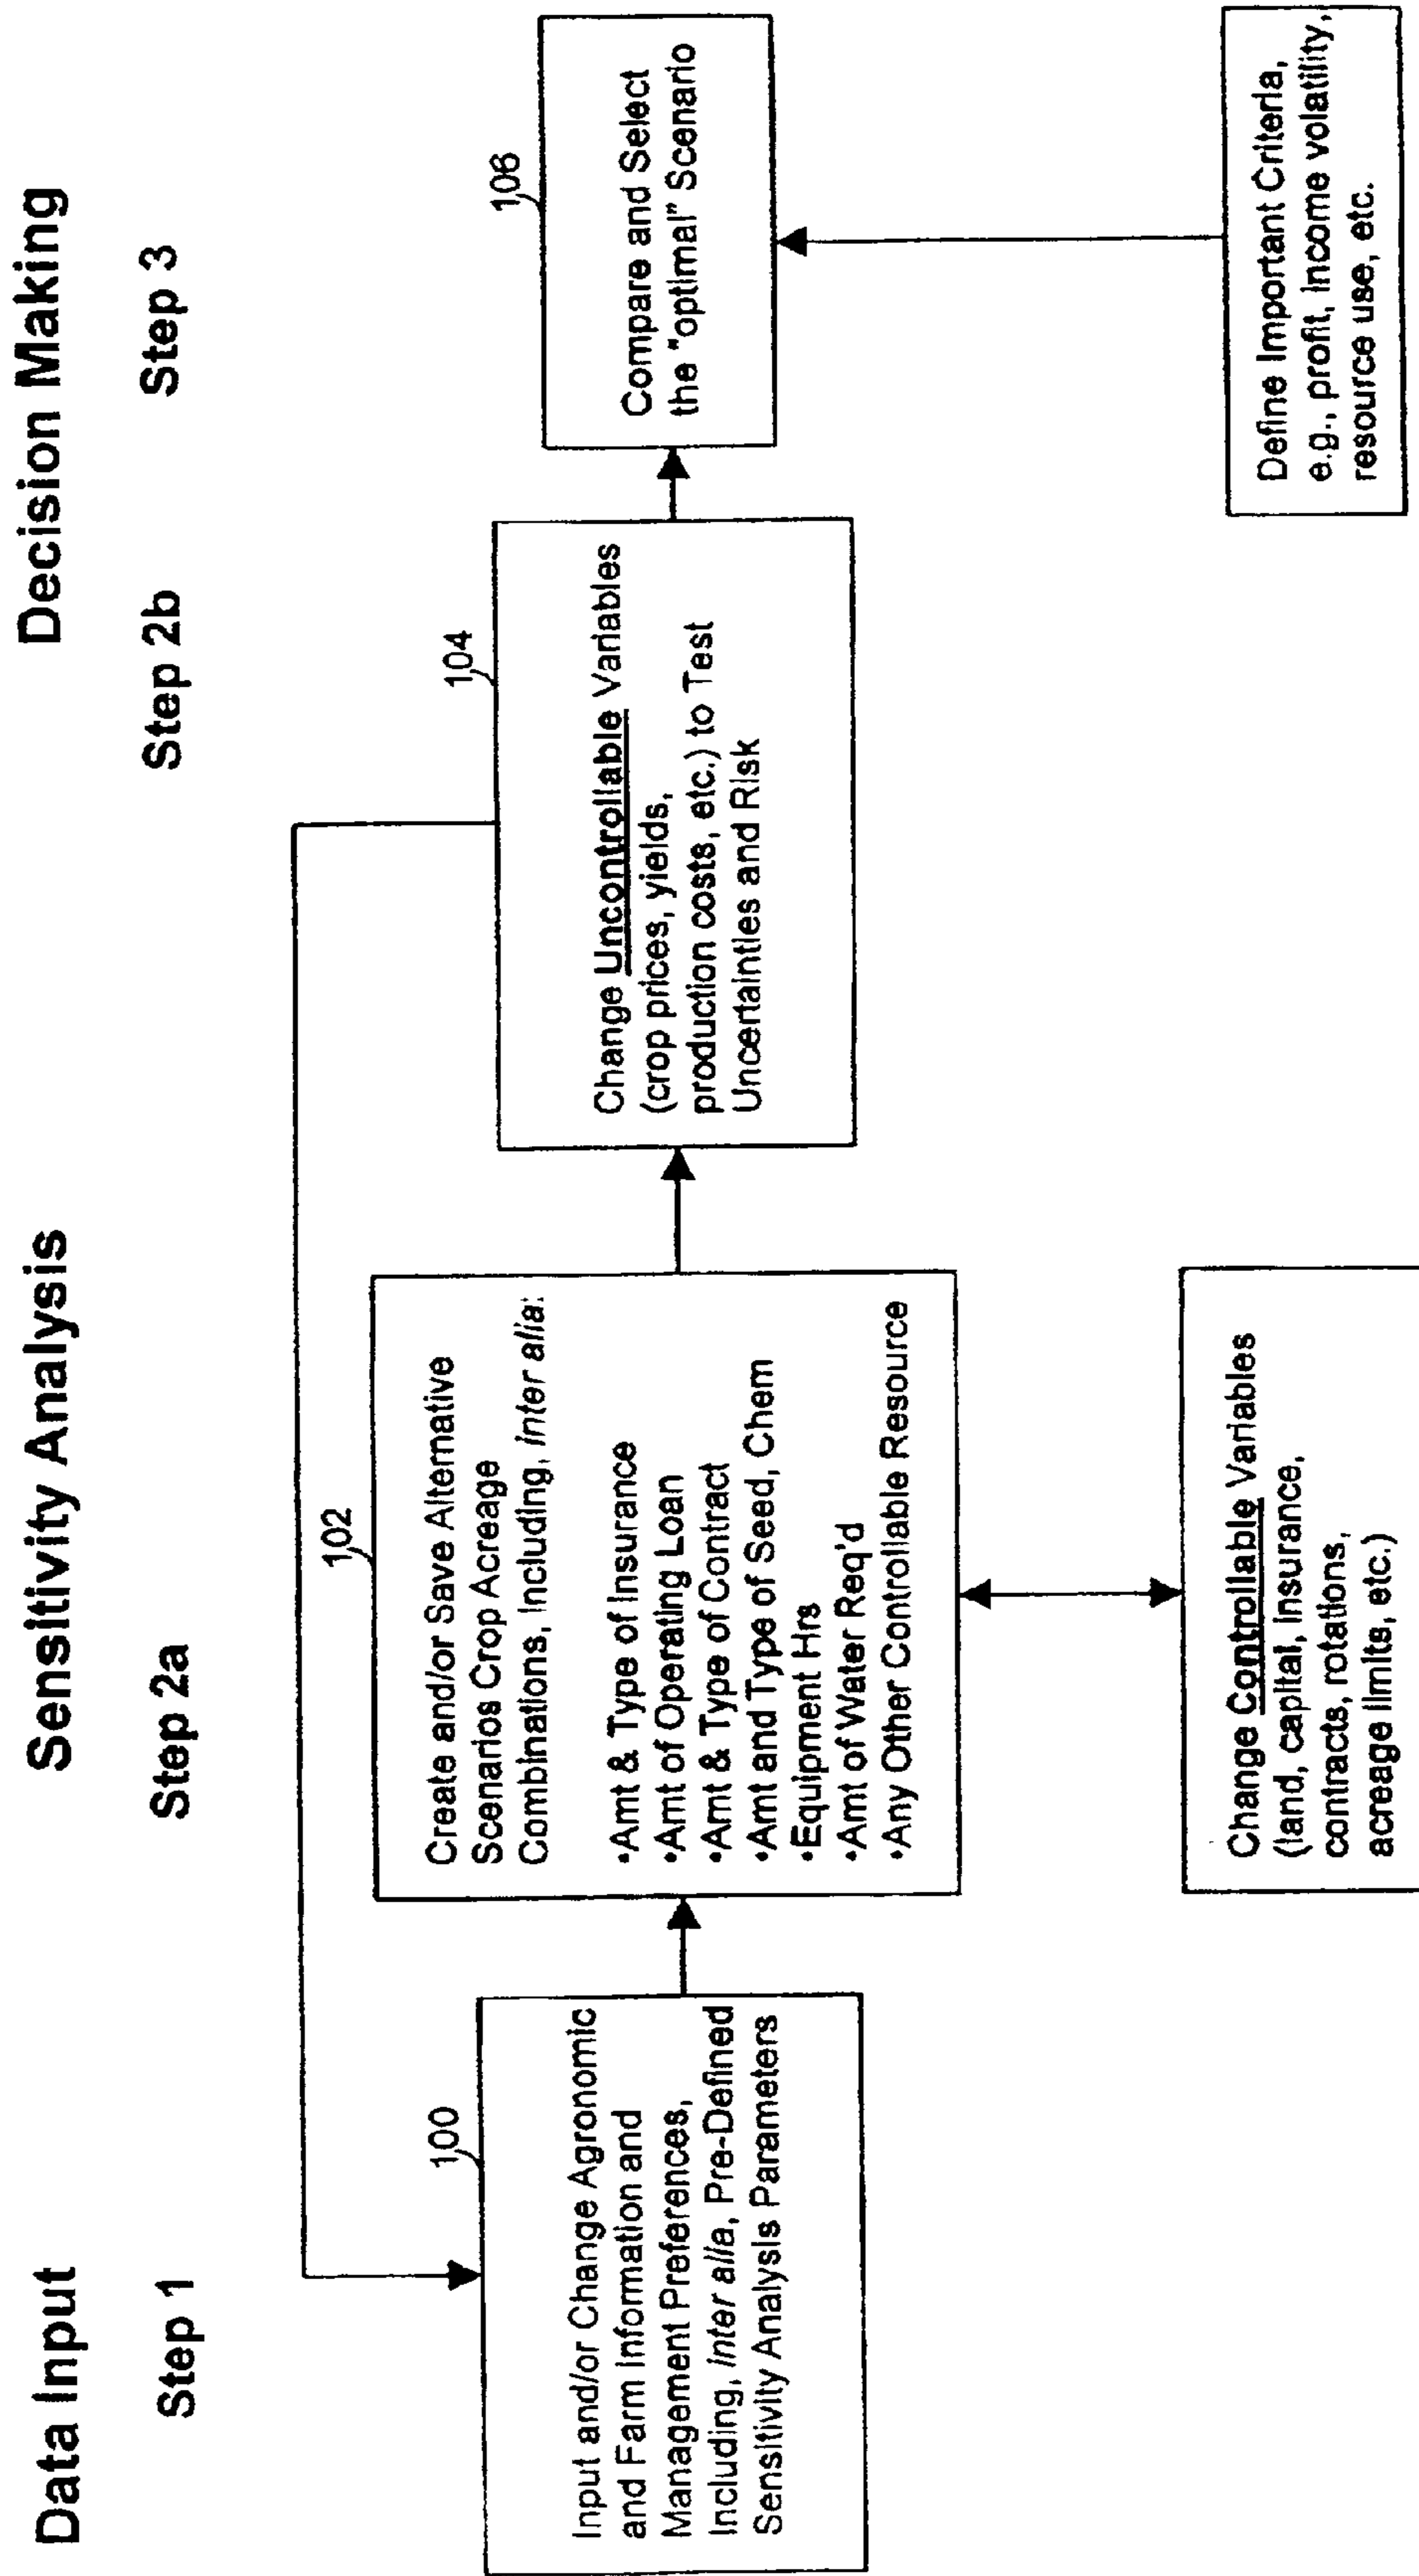 Data Input
Sensitivity Analysis
Decision Making
Step 1
Step 2a
Step 2b
Step 3
100
Input and/or Change Agronomic
and Farm Information and
Management Preferences,
Including, inter alia, Pre-Defined
Sensitivity Analysis Parameters
102
Create and/or Save Alternative
Scenarios Crop Acreage
Combinations, Including, inter alia:
•Amt & Type of Insurance
•Amt of Operating Loan
•Amt & Type of Contract
•Amt and Type of Seed, Chem
•Equipment Hrs
•Amt of Water Req'd
•Any Other Controllable Resource
Change Controllable Variables
(land, capital, insurance,
contracts, rotations,
acreage limits, etc.)
104
Change Uncontrollable Variables
(crop prices, yields,
production costs, etc.) to Test
Uncertainties and Risk
106
Compare and Select
the "optimal" Scenario
Define Important Criteria,
e.g., profit, income volatility,
resource use, etc.